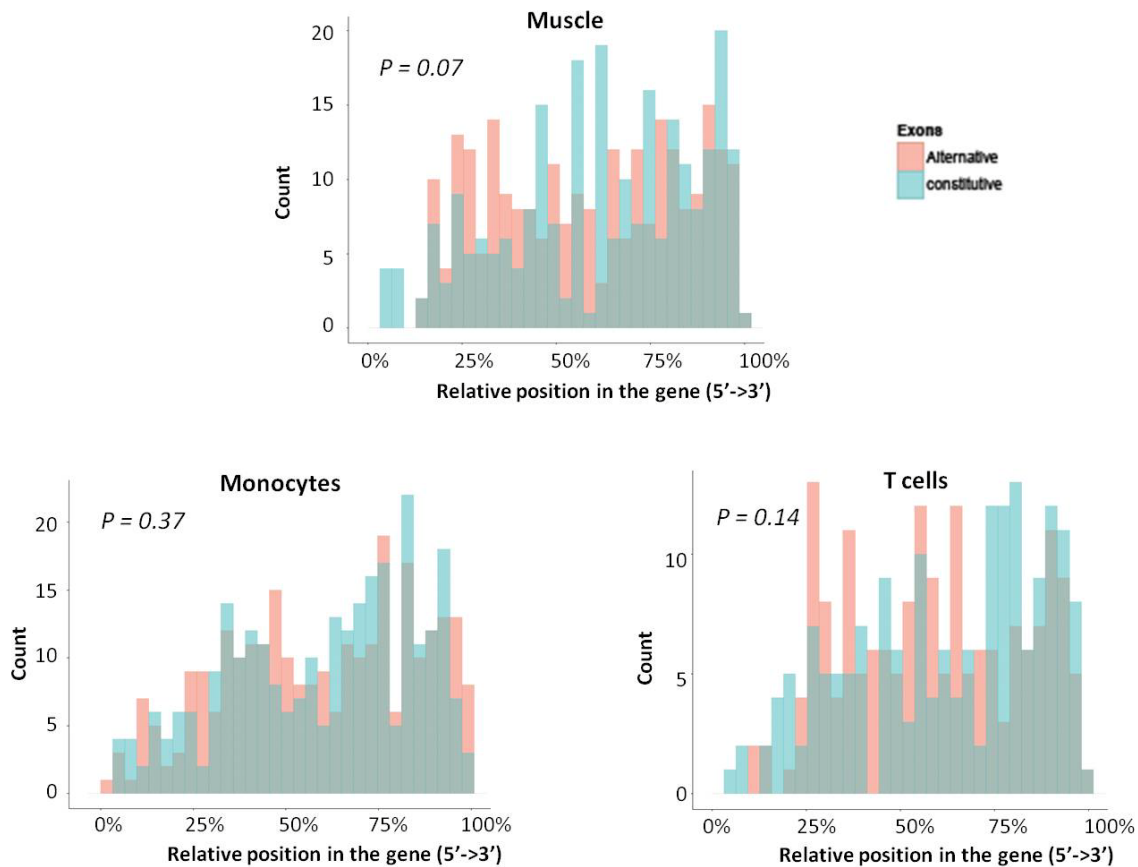 Muscle
20
15
10
5
0
P = 0.07
Count
0% 25% 50% 75% 100%
Relative position in the gene (5'->3')
Exons
Alternative
constitutive
Monocytes
20
15
10
5
0
P = 0.37
Count
0% 25% 50% 75% 100%
Relative position in the gene (5'->3')
T cells
10
5
0
P = 0.14
Count
0% 25% 50% 75% 100%
Relative position in the gene (5'->3')